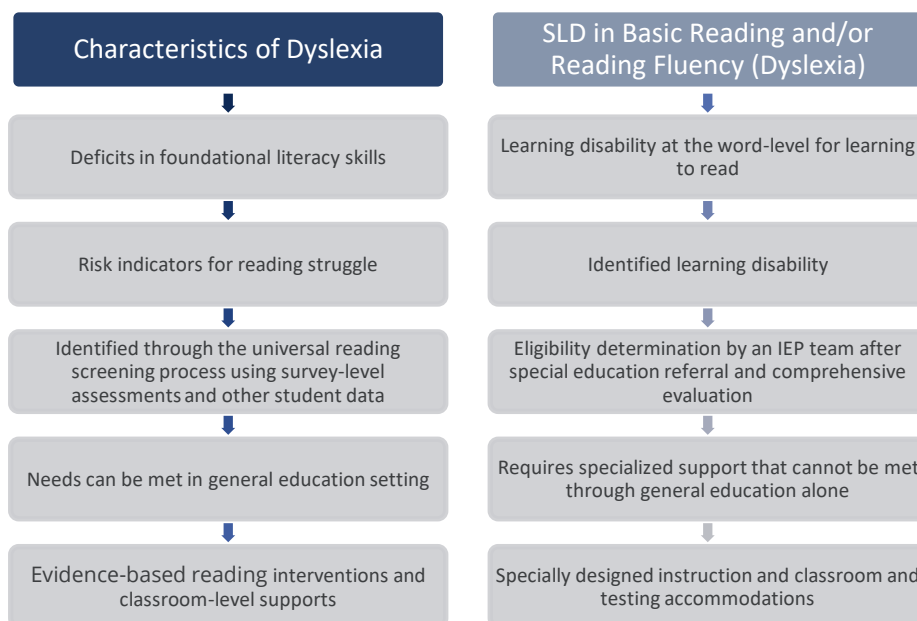 Characteristics of Dyslexia
Deficits in foundational literacy skills
Risk indicators for reading struggle
Identified through the universal reading
screening process using survey-level
assessments and other student data
Needs can be met in general education setting
Evidence-based reading interventions and
classroom-level supports
SLD in Basic Reading and/or
Reading Fluency (Dyslexia)
Learning disability at the word-level for learning
to read
Identified learning disability
Eligibility determination by an IEP team after
special education referral and comprehensive
evaluation
Requires specialized support that cannot be met
through general education alone
Specially designed instruction and classroom and
testing accommodations